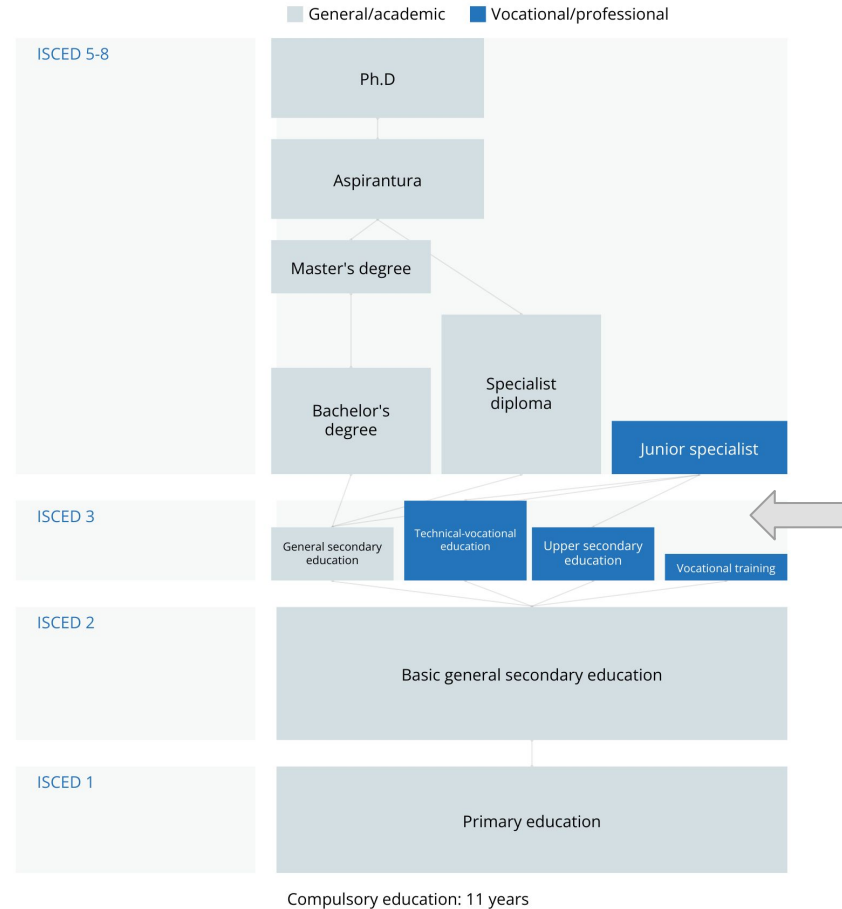 General/academic Vocational/professional
ISCED 5-8
Ph.D
Aspirantura
Master's degree
Bachelor's
degree
Specialist
diploma
Junior specialist
ISCED 3
General secondary
education
Technical-vocational
education
Upper secondary
education
Vocational training
ISCED 2
Basic general secondary education
ISCED 1
Primary education
Compulsory education: 11 years